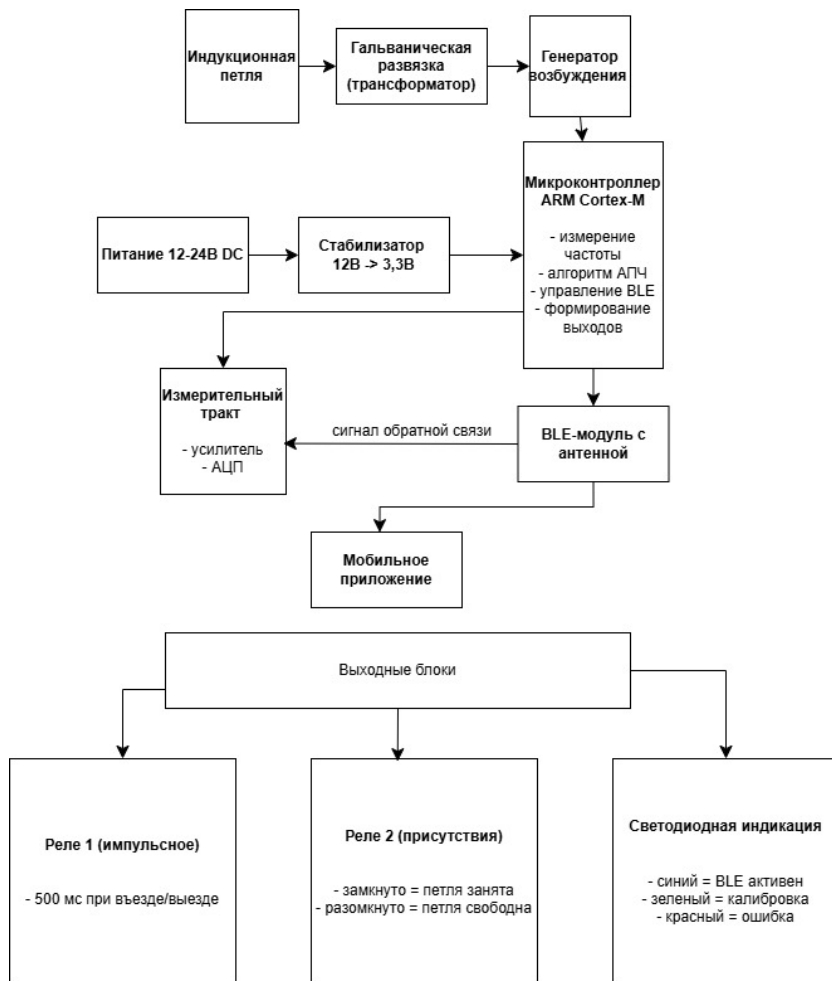 Индукционная
петля
Гальваническая
развязка
(трансформатор)
Генератор
возбуждения
Микроконтроллер
ARM Cortex-M
- измерение
частоты
- алгоритм АПЧ
- управление BLE
- формирование
выходов
Питание 12-24В DC
Стабилизатор
12В -> 3,3В
Измерительный
тракт
- усилитель
- АЦП
сигнал обратной связи
BLE-модуль с
антенной
Мобильное
приложение
Выходные блоки
Реле 1 (импульсное)
- 500 мс при въезде/выезде
Реле 2 (присутствия)
- замкнуто = петля занята
- разомкнуто = петля свободна
Светодиодная индикация
- синий = BLE активен
- зеленый = калибровка
- красный = ошибка